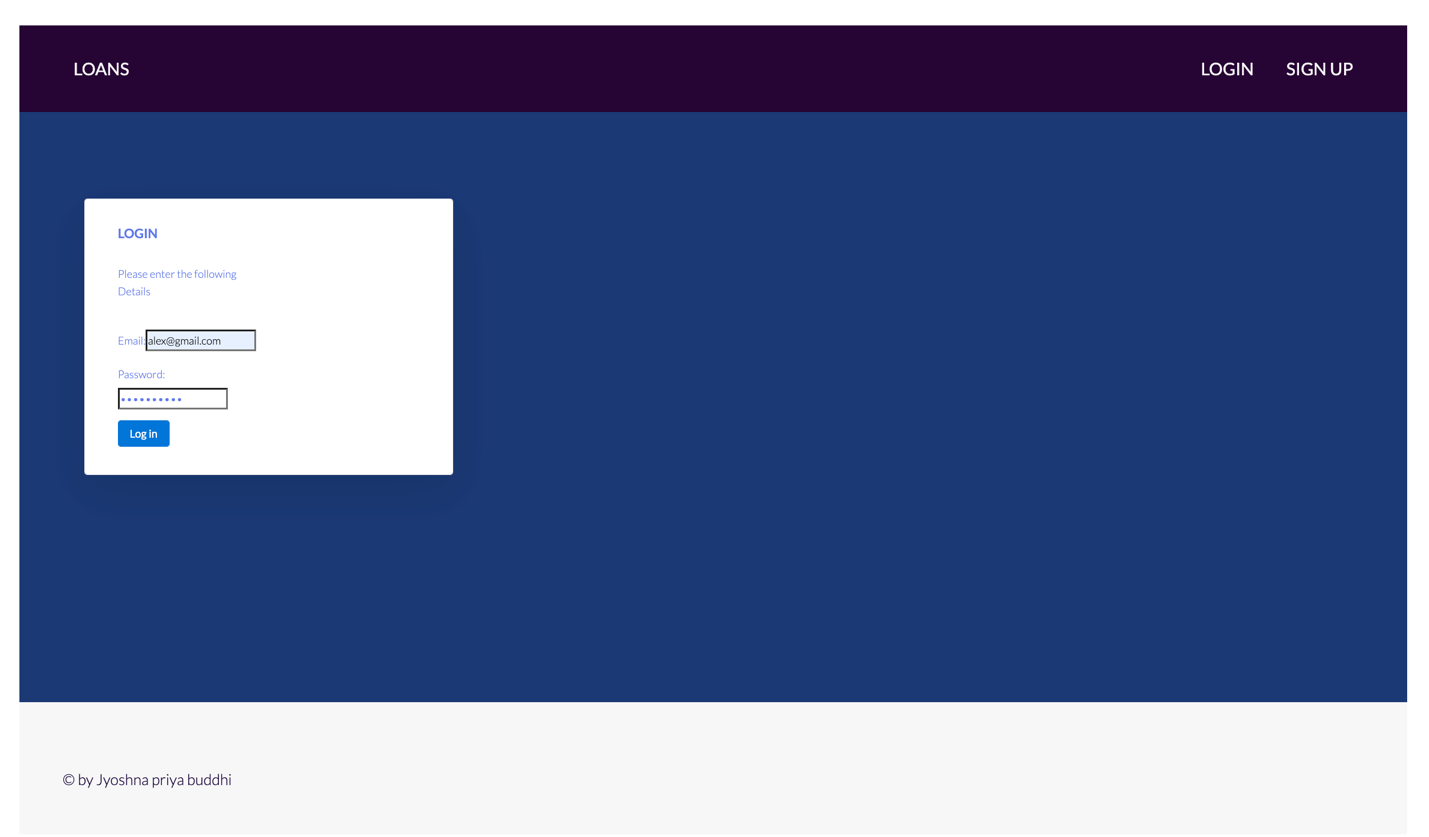 LOANS LOGIN SIGN UP
LOGIN
Please enter the following
Details
Email: alex@gmail.com
Password:
••••••••••
Log in
© by Jyoshna priya buddhi